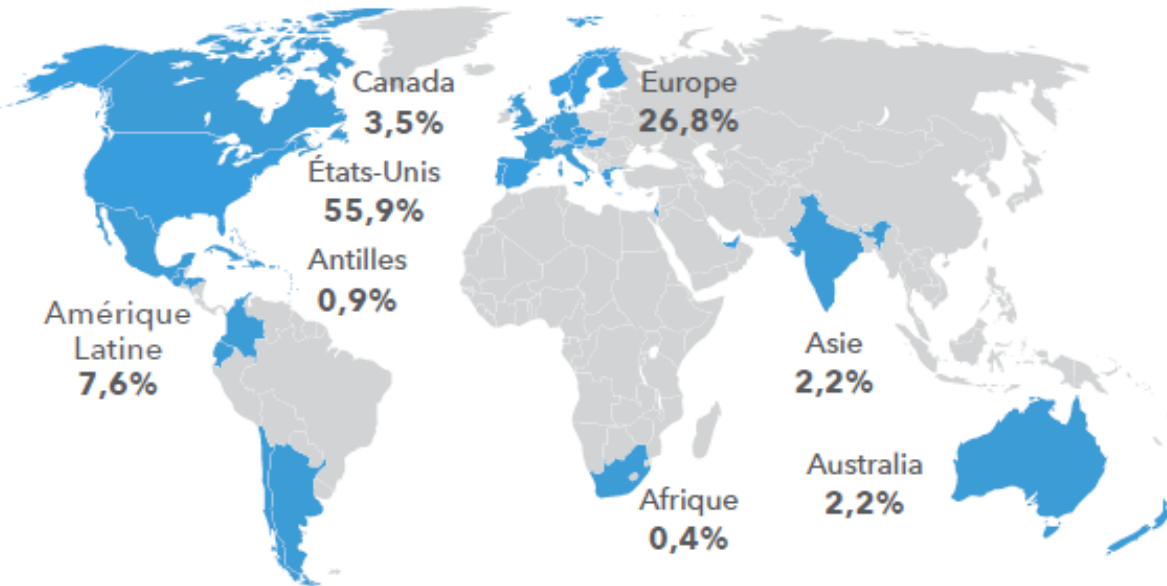 Canada
3,5%
Europe
26,8%
États-Unis
55,9%
Antilles
0,9%
Amérique
Latine
7,6%
Asie
2,2%
Australia
2,2%
Afrique
0,4%